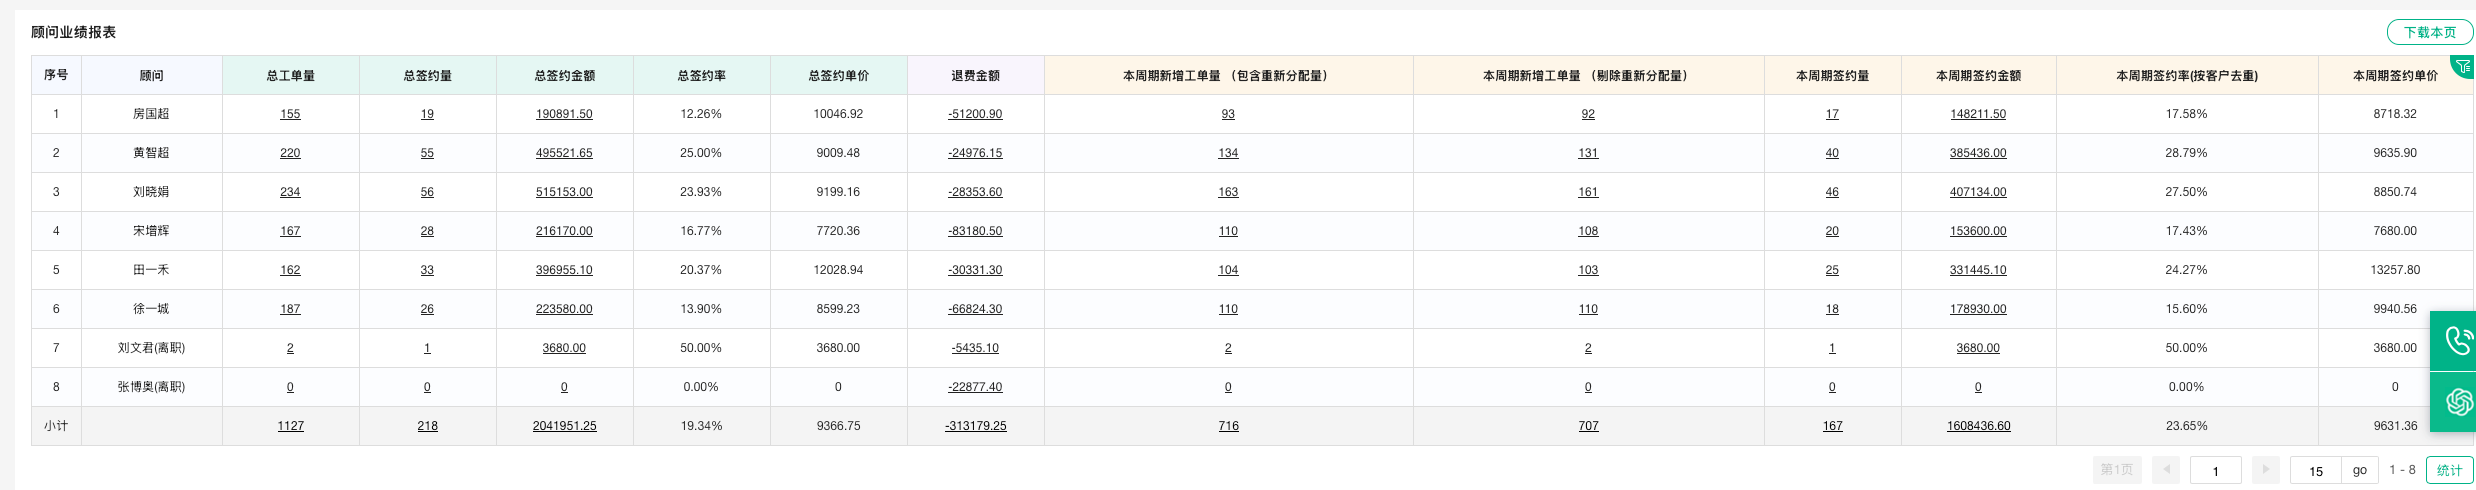 顾问业绩报表
下载本页
序号 顾问 总工单量 总签约量 总签约金额 总签约率 总签约单价 退费金额 本周期新增工单量 （包含重新分配量） 本周期新增工单量 （剔除重新分配量） 本周期签约量 本周期签约金额 本周期签约率(按客户去重) 本周期签约单价
1 房国超 155 19 190891.50 12.26% 10046.92 -51200.90 93 92 17 148211.50 17.58% 8718.32
2 黄智超 220 55 495521.65 25.00% 9009.48 -24976.15 134 131 40 385436.00 28.79% 9635.90
3 刘晓娟 234 56 515153.00 23.93% 9199.16 -28353.60 163 161 46 407134.00 27.50% 8850.74
4 宋增辉 167 28 216170.00 16.77% 7720.36 -83180.50 110 108 20 153600.00 17.43% 7680.00
5 田一禾 162 33 396955.10 20.37% 12028.94 -30331.30 104 103 25 331445.10 24.27% 13257.80
6 徐一城 187 26 223580.00 13.90% 8599.23 -66824.30 110 110 18 178930.00 15.60% 9940.56
7 刘文君(离职) 2 1 3680.00 50.00% 3680.00 -5435.10 2 2 1 3680.00 50.00% 3680.00
8 张博奥(离职) 0 0 0 0.00% 0 -22877.40 0 0 0 0 0.00% 0
小计 1127 218 2041951.25 19.34% 9366.75 -313179.25 716 707 167 1608436.60 23.65% 9631.36
第1页 1 15 go 1 - 8 统计